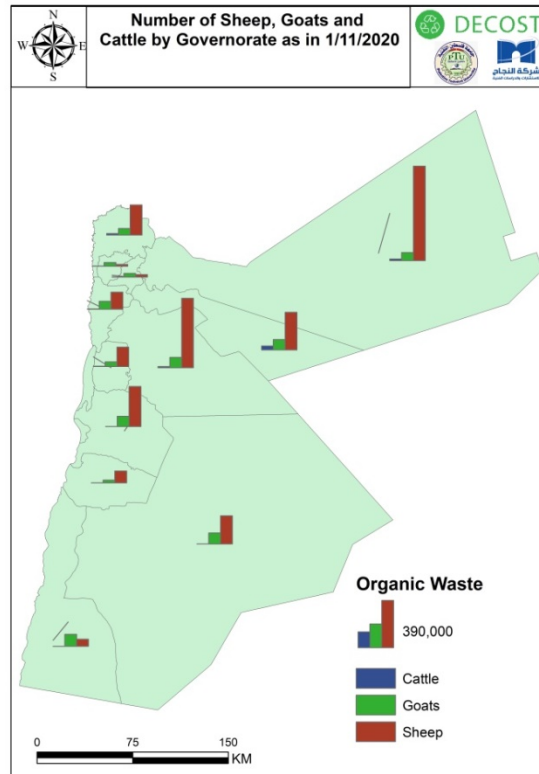 N
W E
S
Number of Sheep, Goats and
Cattle by Governorate as in 1/11/2020
DECOST
PTU
شركة النجاح
Organic Waste
390,000
Cattle
Goats
Sheep
0 75 150
KM